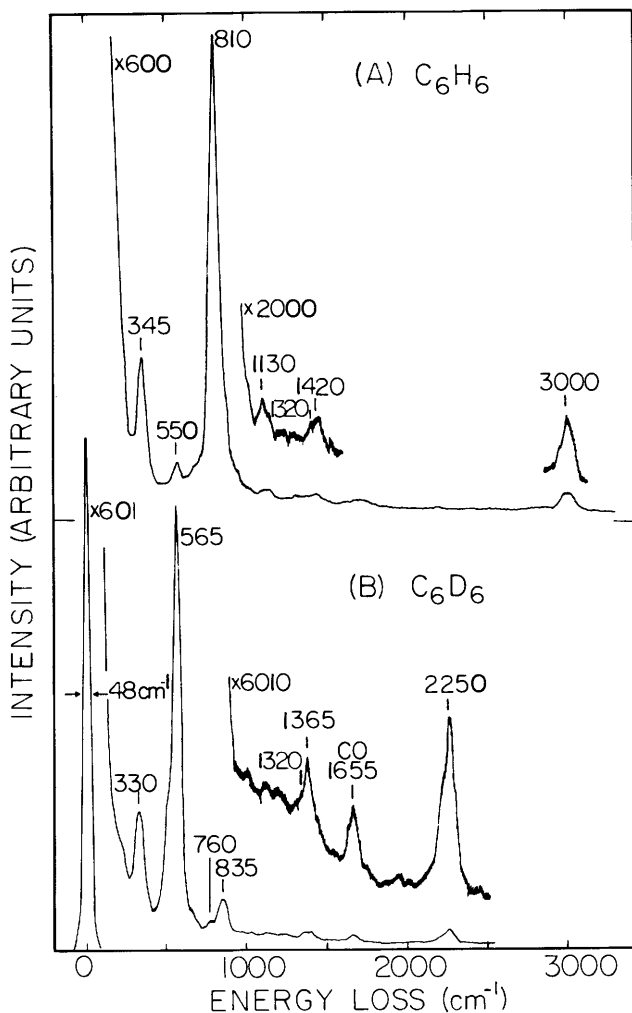 x600
810
(A) C6H6
345
550
x2000
1130
1320
1420
3000
x601
565
(B) C6D6
48cm⁻¹
x6010
330
760
835
1320
1365
CO
1655
2250
0
1000
2000
3000
ENERGY LOSS (cm⁻¹)
INTENSITY (ARBITRARY UNITS)